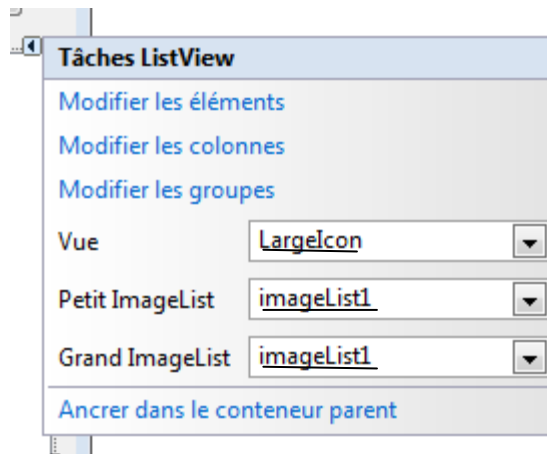 Tâches ListView
Modifier les éléments
Modifier les colonnes
Modifier les groupes
Vue LargeIcon
Petit ImageList imageList1
Grand ImageList imageList1
Ancrer dans le conteneur parent